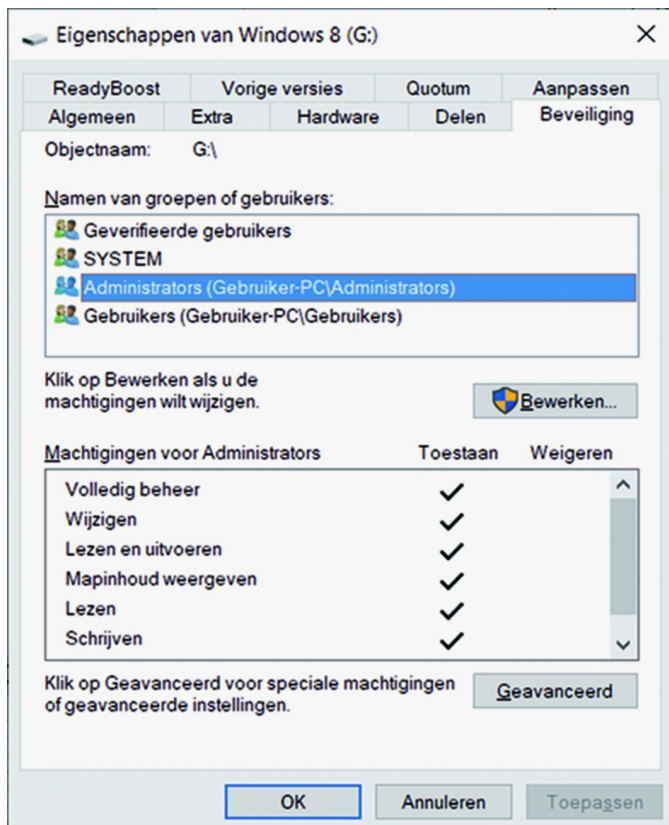 Eigenschappen van Windows 8 (G:)
ReadyBoost Vorige versies Quotum Aanpassen
Algemeen Extra Hardware Delen Beveiliging
Objectnaam: G:\
Namen van groepen of gebruikers:
Geverifieerde gebruikers
SYSTEM
Administrators (Gebruiker-PC\Administrators)
Gebruikers (Gebruiker-PC\Gebruikers)
Klik op Bewerken als u de
machtigingen wilt wijzigen.
Bewerken...
Machtigingen voor Administrators Toestaan Weigeren
Volledig beheer
Wijzigen
Lezen en uitvoeren
Mapinhoud weergeven
Lezen
Schrijven
Klik op Geavanceerd voor speciale machtigingen
of geavanceerde instellingen.
Geavanceerd
OK Annuleren Toepassen